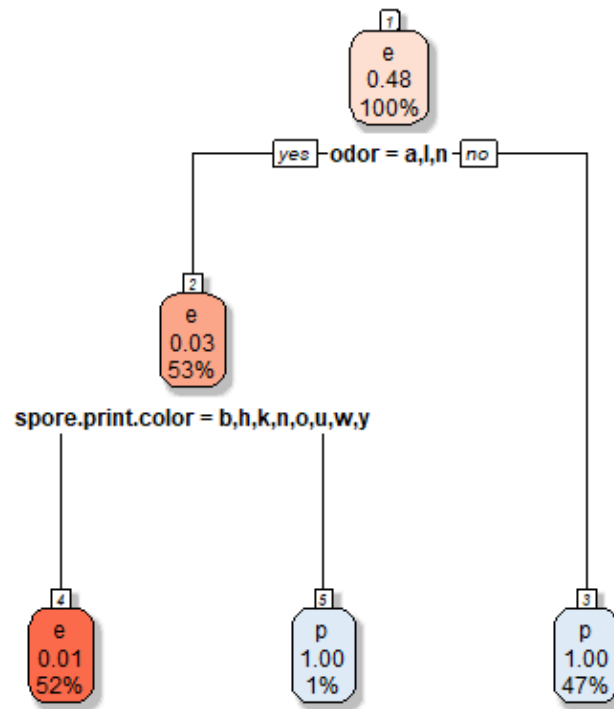 1
e
0.48
100%
yes odor = a,l,n no
2
e
0.03
53%
spore.print.color = b,h,k,n,o,u,w,y
4 5 3
e p p
0.01 1.00 1.00
52% 1% 47%